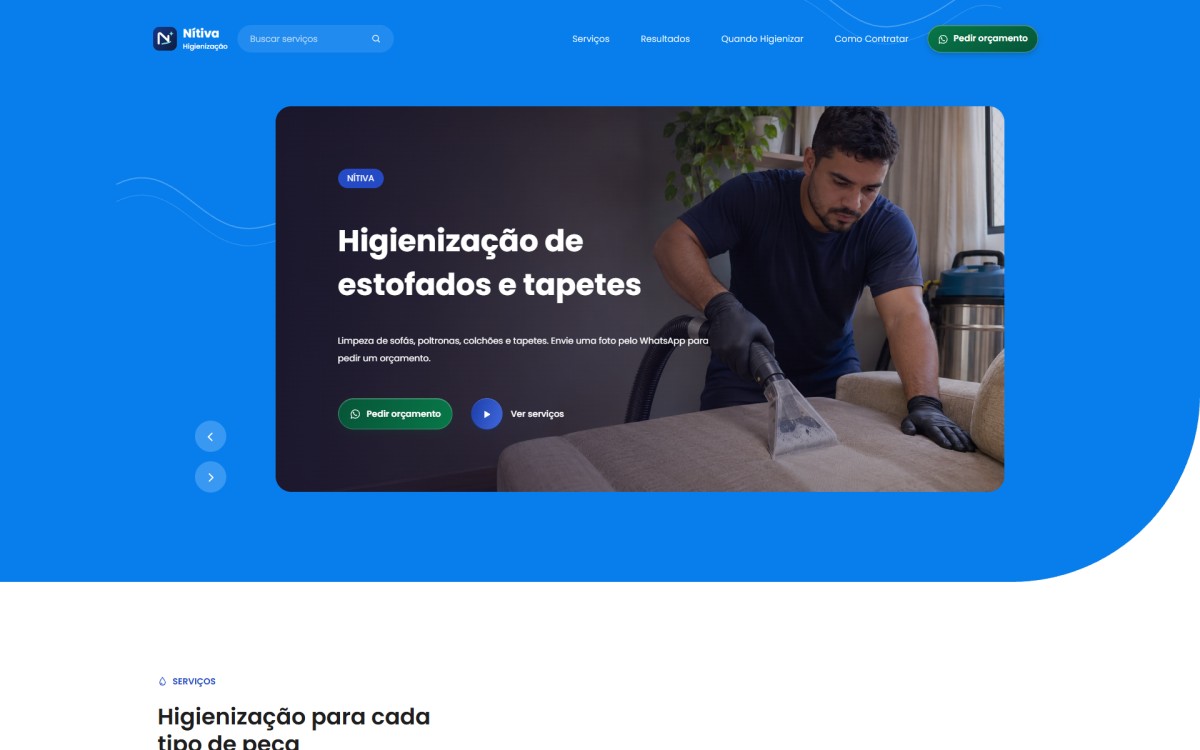 Nítiva
Higienização
Buscar serviços
Serviços
Resultados
Quando Higienizar
Como Contratar
Pedir orçamento
NÍTIVA
Higienização de
estofados e tapetes
Limpeza de sofás, poltronas, colchões e tapetes. Envie uma foto pelo WhatsApp para
pedir um orçamento.
Pedir orçamento
Ver serviços
SERVIÇOS
Higienização para cada
tipo de peça